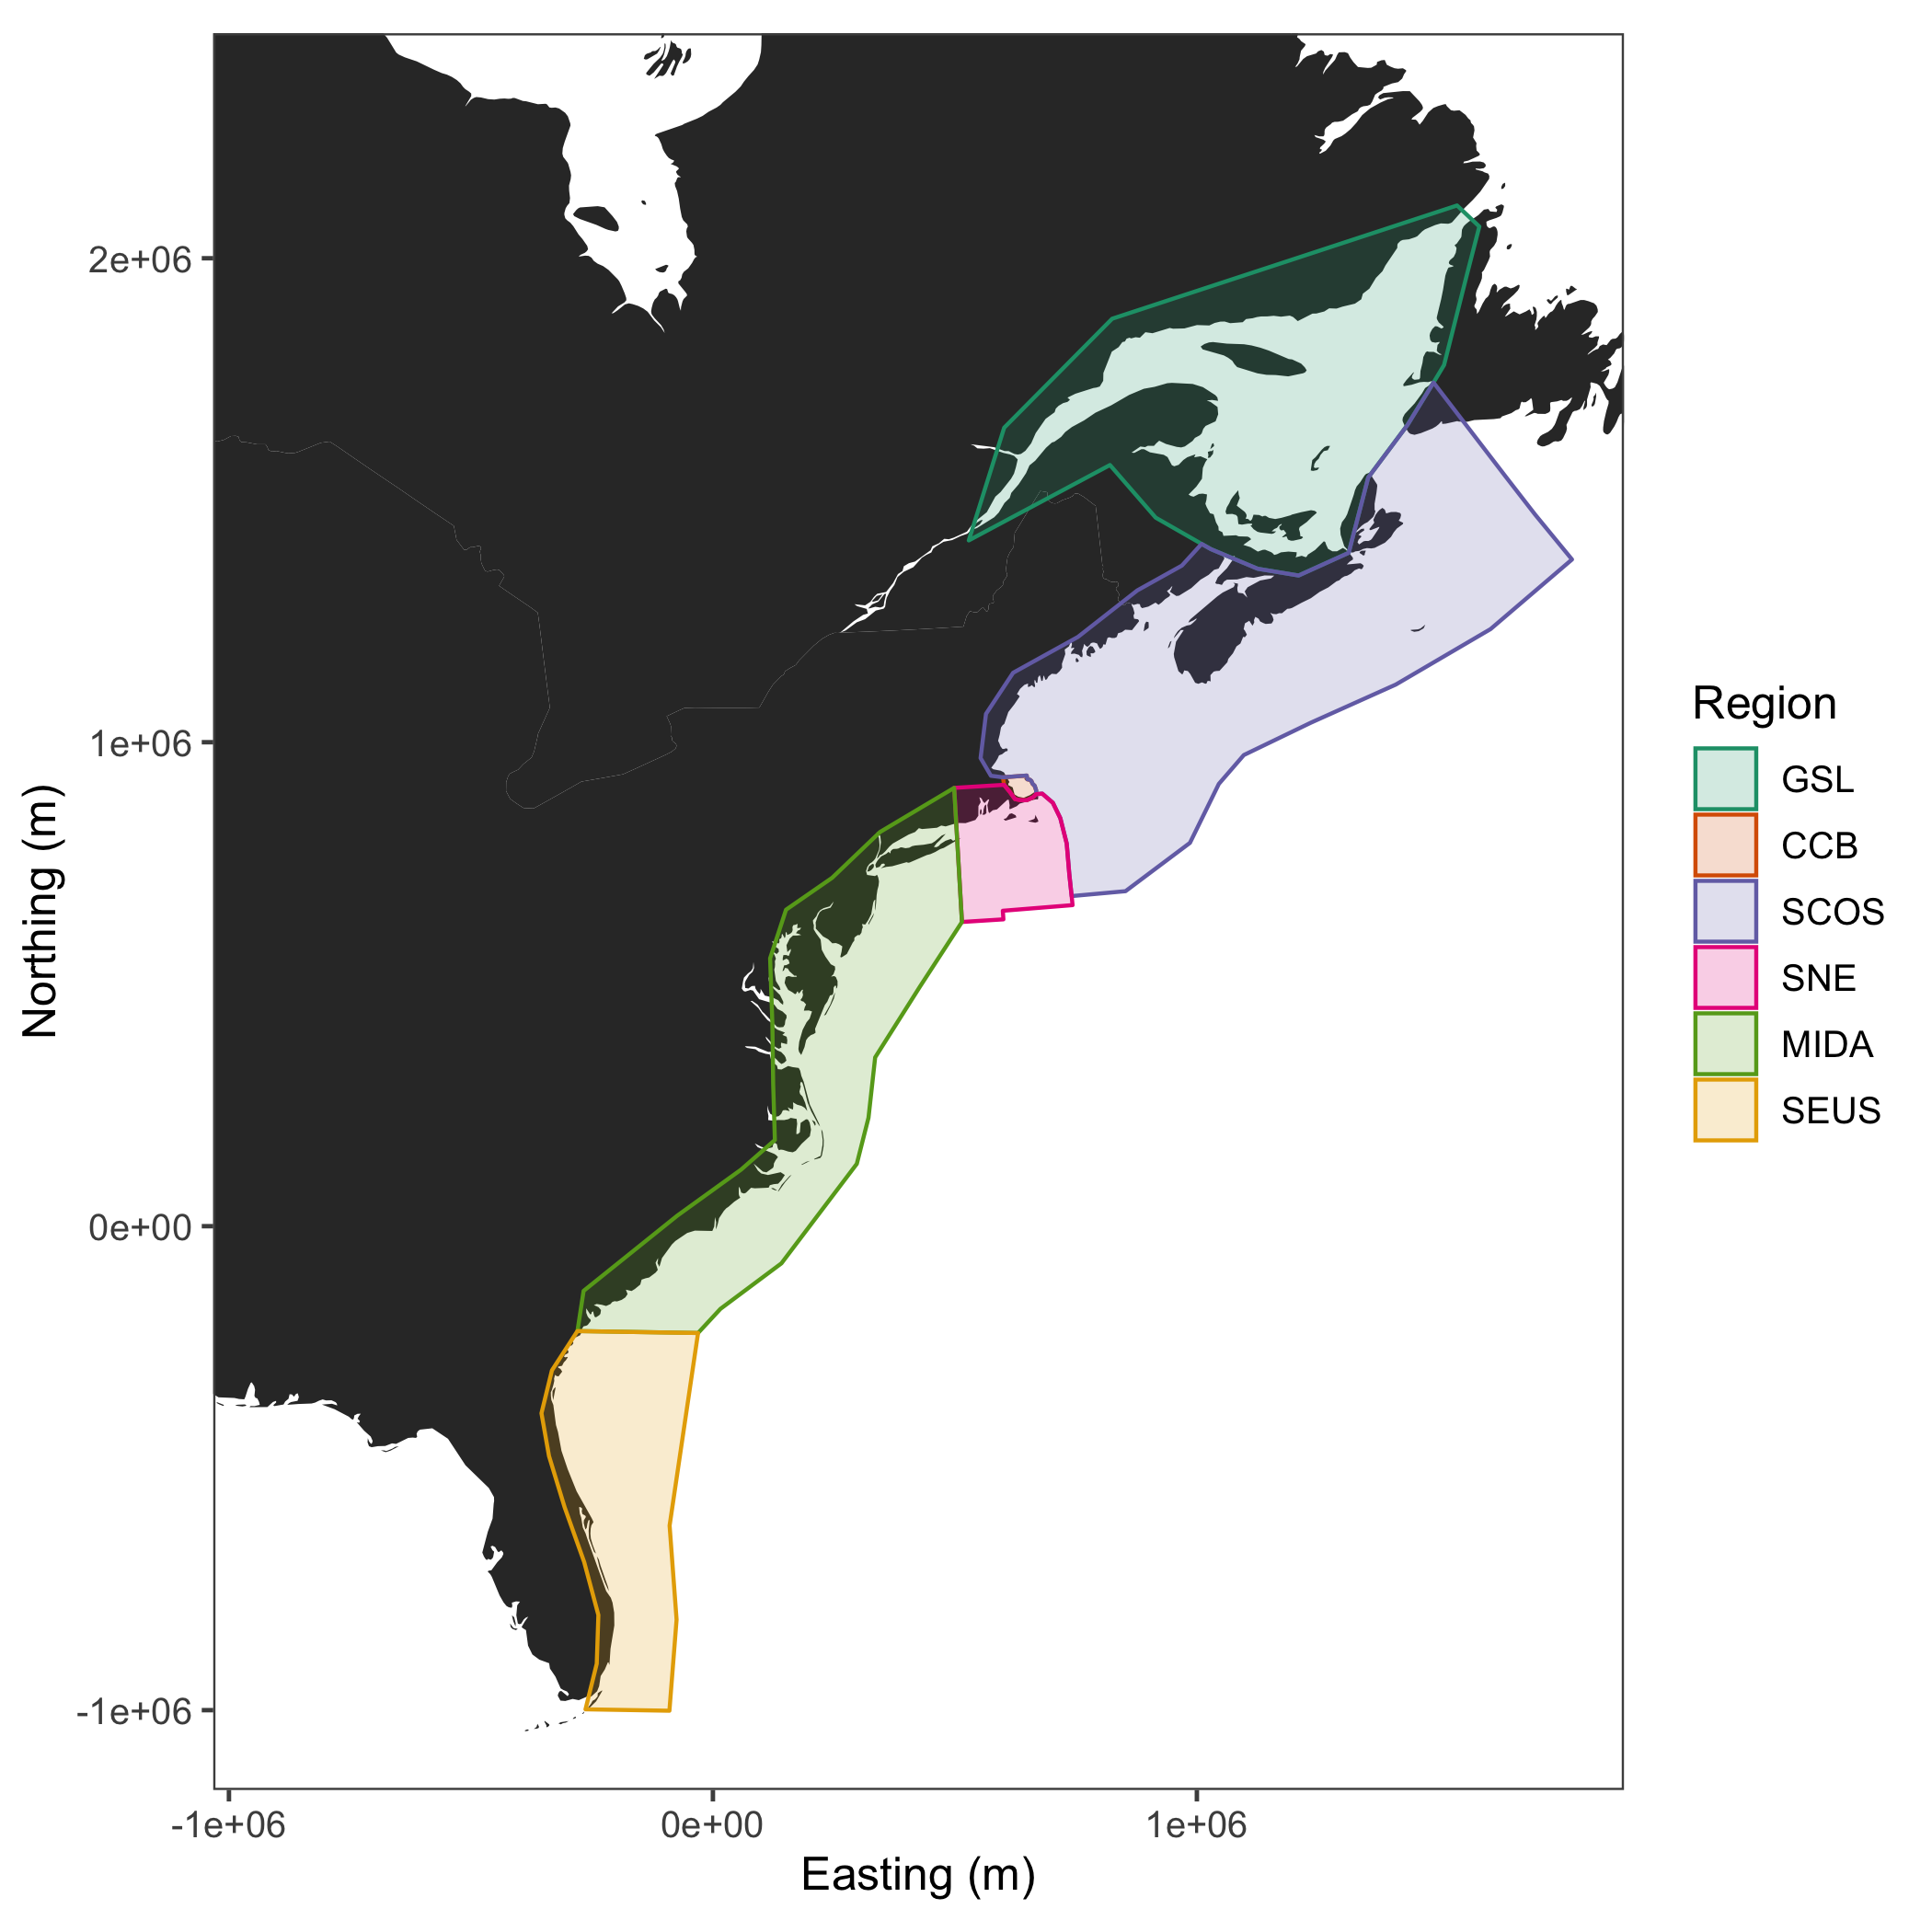 2e+06
1e+06
0e+00
-1e+06
Northing (m)
-1e+06
0e+00
1e+06
Easting (m)
Region
GSL
CCB
SCOS
SNE
MIDA
SEUS